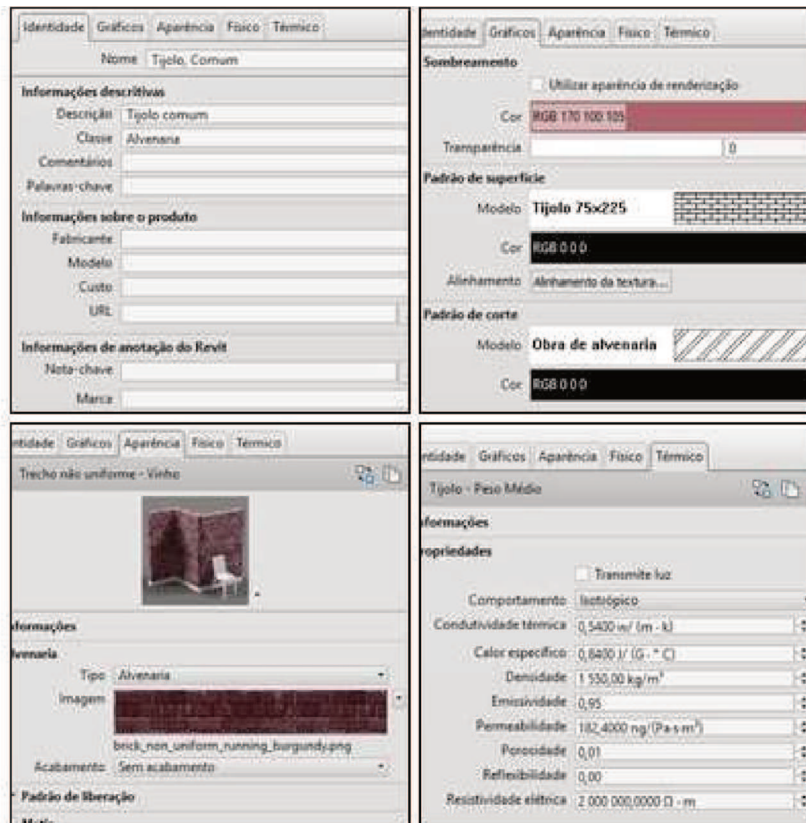 Identidade Gráficos Aparência Físico Térmico
Nome Tijolo, Comum
Informações descritivas
Descrição Tijolo comum
Classe Alvenaria
Comentários
Palavras-chave
Informações sobre o produto
Fabricante
Modelo
Custo
URL
Informações de anotação do Revit
Nota-chave
Marca
dentidade Gráficos Aparência Físico Térmico
Sombreamento
Utilizar aparência de renderização
Cor RGB 170 100 105
Transparência 0
Padrão de superfície
Modelo Tijolo 75x225
Cor RGB 0 0 0
Alinhamento Alinhamento da textura...
Padrão de corte
Modelo Obra de alvenaria
Cor RGB 0 0 0
ntidade Gráficos Aparência Físico Térmico
Trecho não uniforme - Vinho
nformações
lvenaria
Tipo Alvenaria
Imagem
brick_non_uniform_running_burgundy.png
Acabamento Sem acabamento
Padrão de liberação
ntidade Gráficos Aparência Físico Térmico
Tijolo - Peso Médio
nformações
ropriedades
Transmite luz
Comportamento Isotrópico
Condutividade térmica 0,5400 w/ (m · k)
Calor específico 0,8400 J/ (G · ° C)
Densidade 1 550,00 kg/m³
Emissividade 0,95
Permeabilidade 182,4000 ng/(Pa·s·m²)
Porosidade 0,01
Reflexibilidade 0,00
Resistividade elétrica 2 000 000,0000 Ω · m